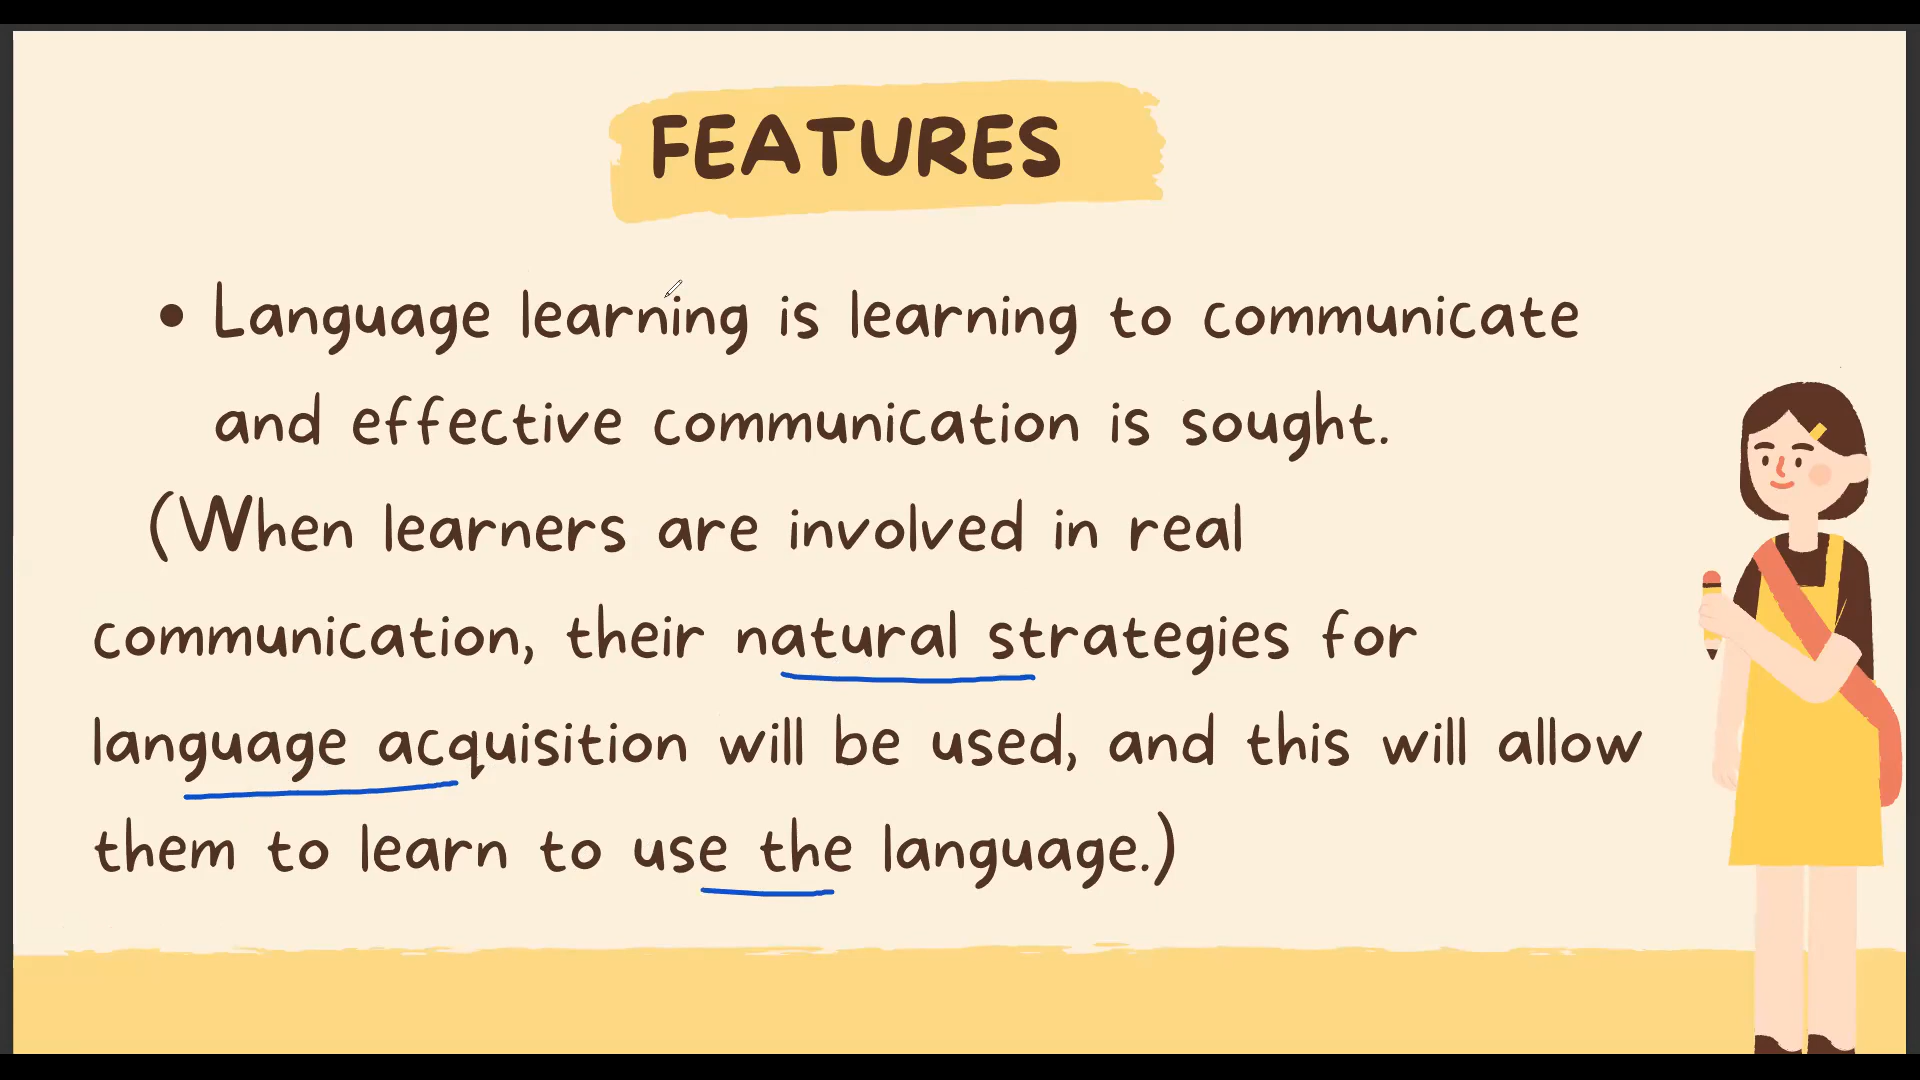 FEATURES
• Language learning is learning to communicate
and effective communication is sought.
(When learners are involved in real
communication, their natural strategies for
language acquisition will be used, and this will allow
them to learn to use the language.)